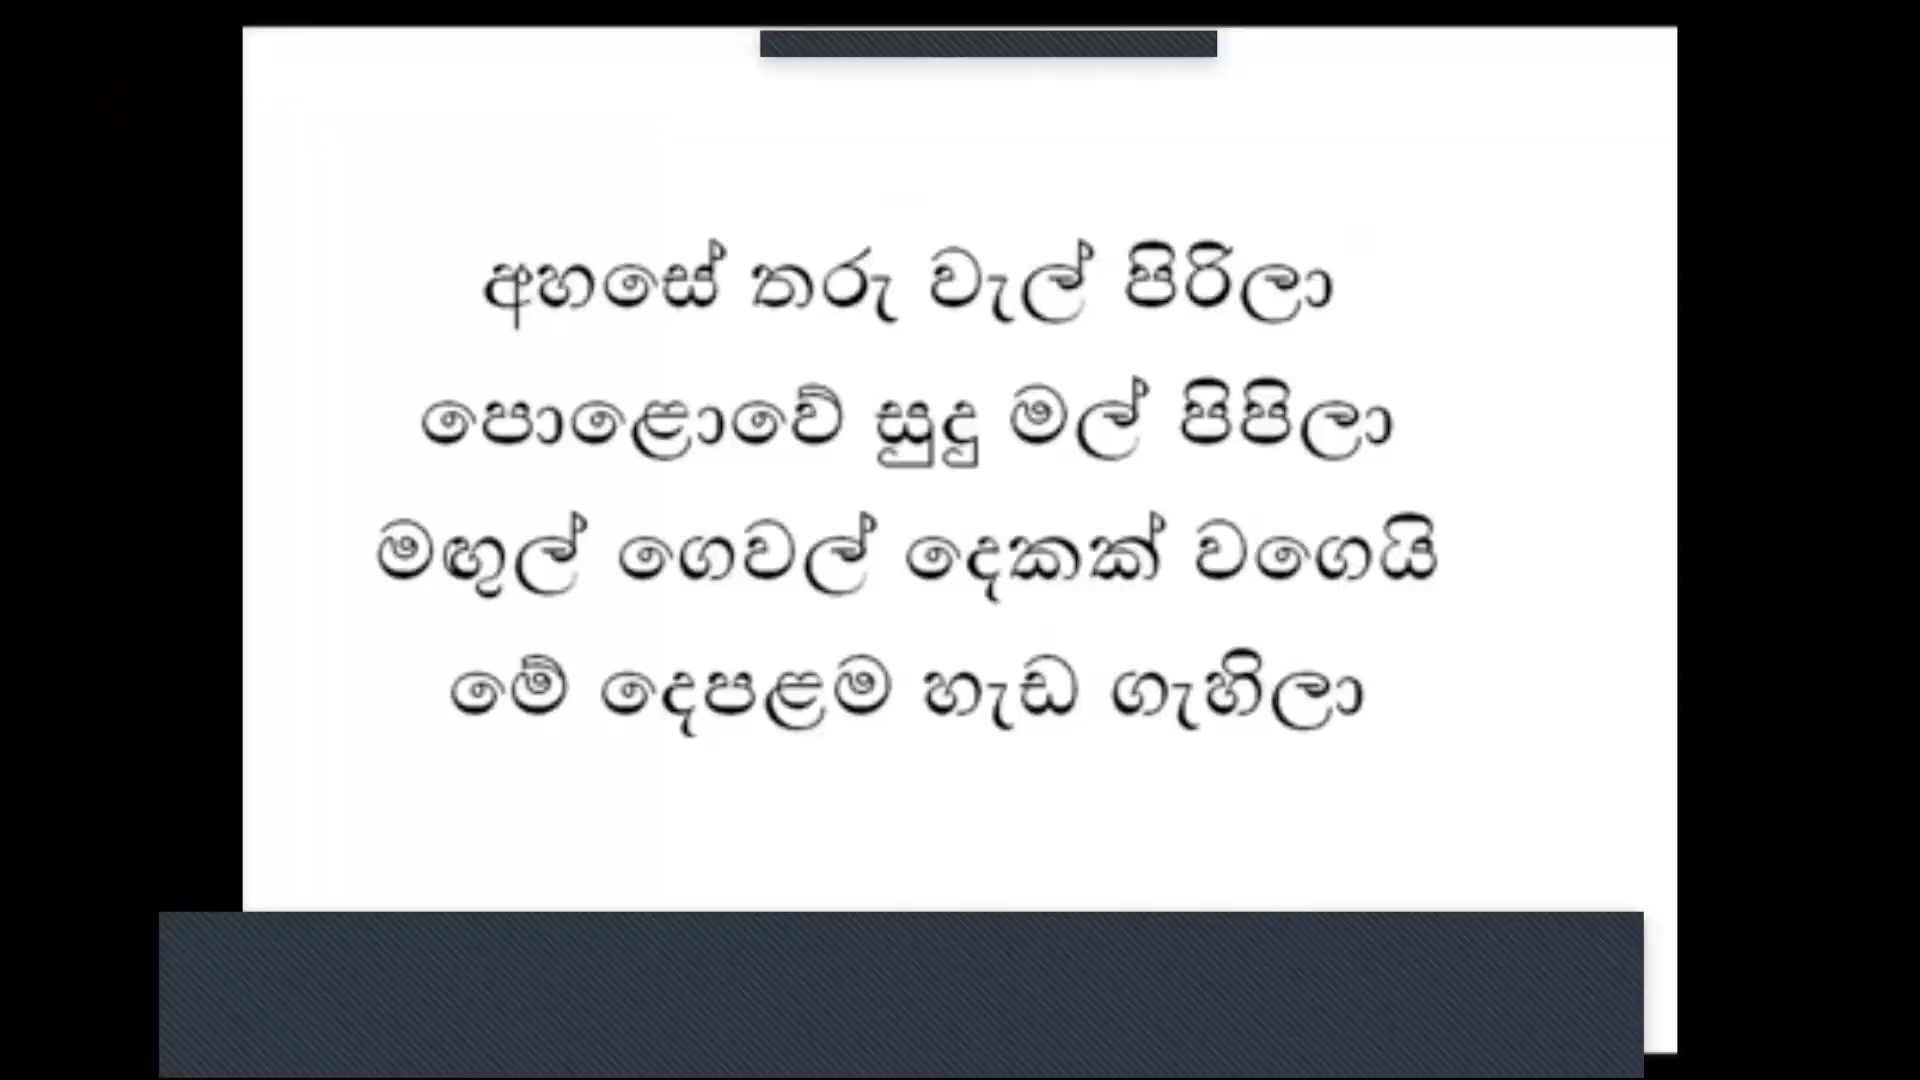 අහසේ තරු වැල් පිරිලා
පොළොවේ සුදු මල් පිපිලා
මඟුල් ගෙවල් දෙකක් වගෙයි
මේ දෙපළම හැඩ ගැහිලා